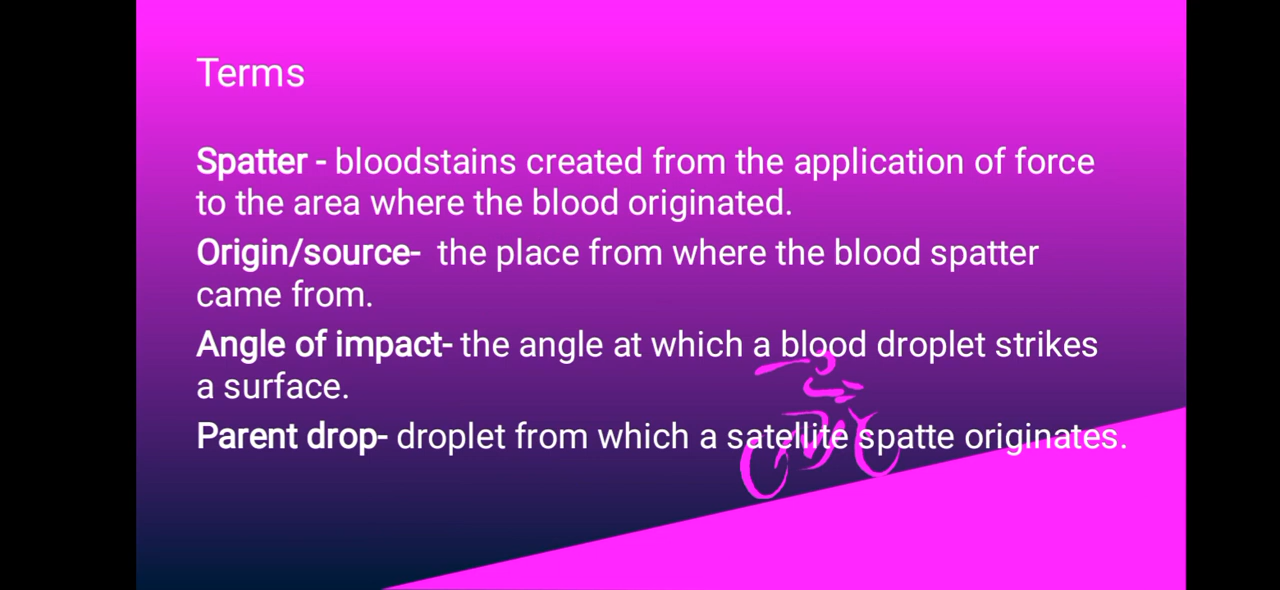 Terms
Spatter - bloodstains created from the application of force
to the area where the blood originated.
Origin/source-  the place from where the blood spatter
came from.
Angle of impact- the angle at which a blood droplet strikes
a surface.
Parent drop- droplet from which a satellite spatte originates.